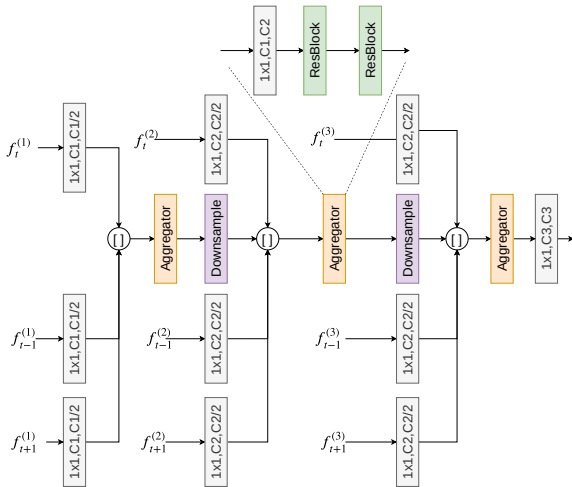 1x1,C1,C2
ResBlock
ResBlock
f_t^{(1)}
1x1,C1,C1/2
f_t^{(2)}
1x1,C2,C2/2
f_t^{(3)}
1x1,C2,C2/2
[ ]
Aggregator
Downsample
[ ]
Aggregator
Downsample
[ ]
Aggregator
1x1,C3,C3
f_{t-1}^{(1)}
1x1,C1,C1/2
f_{t-1}^{(2)}
1x1,C2,C2/2
f_{t-1}^{(3)}
1x1,C2,C2/2
f_{t+1}^{(1)}
1x1,C1,C1/2
f_{t+1}^{(2)}
1x1,C2,C2/2
f_{t+1}^{(3)}
1x1,C2,C2/2